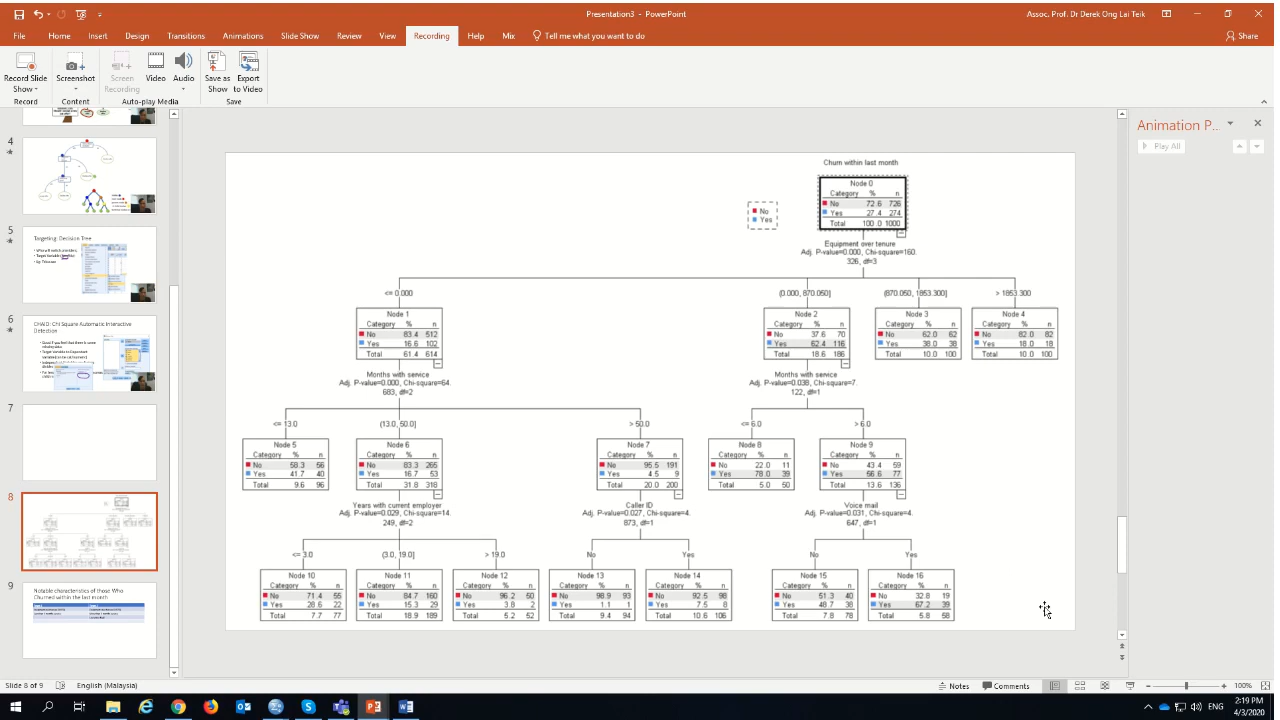 Presentation3 - PowerPoint
Assoc. Prof. Dr Derek Ong Lai Teik
File Home Insert Design Transitions Animations Slide Show Review View Recording Help Mix Tell me what you want to do
Share
Record Slide Show
Screenshot
Screen Recording
Video
Audio
Save as Show
Export to Video
Record Content Auto-play Media Save
4
5
Targeting: Decision Tree
6
CHAID: Chi Square Automatic Interactive Detection
7
8
9
Notable characteristics of those Who Churned within the last month
Churn within last month
No
Yes
Node 0
Category % n
No 72.6 726
Yes 27.4 274
Total 100.0 1000
Equipment over tenure
Adj. P-value=0.000, Chi-square=160.
326, df=3
<= 0.000
(0.000, 870.050]
(870.050, 1853.300]
> 1853.300
Node 1
Category % n
No 83.4 512
Yes 16.6 102
Total 61.4 614
Node 2
Category % n
No 37.6 70
Yes 62.4 116
Total 18.6 186
Node 3
Category % n
No 62.0 62
Yes 38.0 38
Total 10.0 100
Node 4
Category % n
No 82.0 82
Yes 18.0 18
Total 10.0 100
Months with service
Adj. P-value=0.000, Chi-square=64.
683, df=2
Months with service
Adj. P-value=0.038, Chi-square=7.
122, df=1
<= 13.0
(13.0, 50.0]
> 50.0
<= 6.0
> 6.0
Node 5
Category % n
No 58.3 56
Yes 41.7 40
Total 9.6 96
Node 6
Category % n
No 83.3 265
Yes 16.7 53
Total 31.8 318
Node 7
Category % n
No 95.5 191
Yes 4.5 9
Total 20.0 200
Node 8
Category % n
No 22.0 11
Yes 78.0 39
Total 5.0 50
Node 9
Category % n
No 43.4 59
Yes 56.6 77
Total 13.6 136
Years with current employer
Adj. P-value=0.029, Chi-square=14.
249, df=2
Caller ID
Adj. P-value=0.027, Chi-square=4.
873, df=1
Voice mail
Adj. P-value=0.031, Chi-square=4.
647, df=1
<= 3.0
(3.0, 19.0]
> 19.0
No
Yes
No
Yes
Node 10
Category % n
No 71.4 55
Yes 28.6 22
Total 7.7 77
Node 11
Category % n
No 84.7 160
Yes 15.3 29
Total 18.9 189
Node 12
Category % n
No 96.2 50
Yes 3.8 2
Total 5.2 52
Node 13
Category % n
No 98.9 93
Yes 1.1 1
Total 9.4 94
Node 14
Category % n
No 92.5 98
Yes 7.5 8
Total 10.6 106
Node 15
Category % n
No 51.3 40
Yes 48.7 38
Total 7.8 78
Node 16
Category % n
No 32.8 19
Yes 67.2 39
Total 5.8 58
Animation P...
Play All
Slide 8 of 9
English (Malaysia)
Notes
Comments
100%
ENG
2:19 PM
4/3/2020